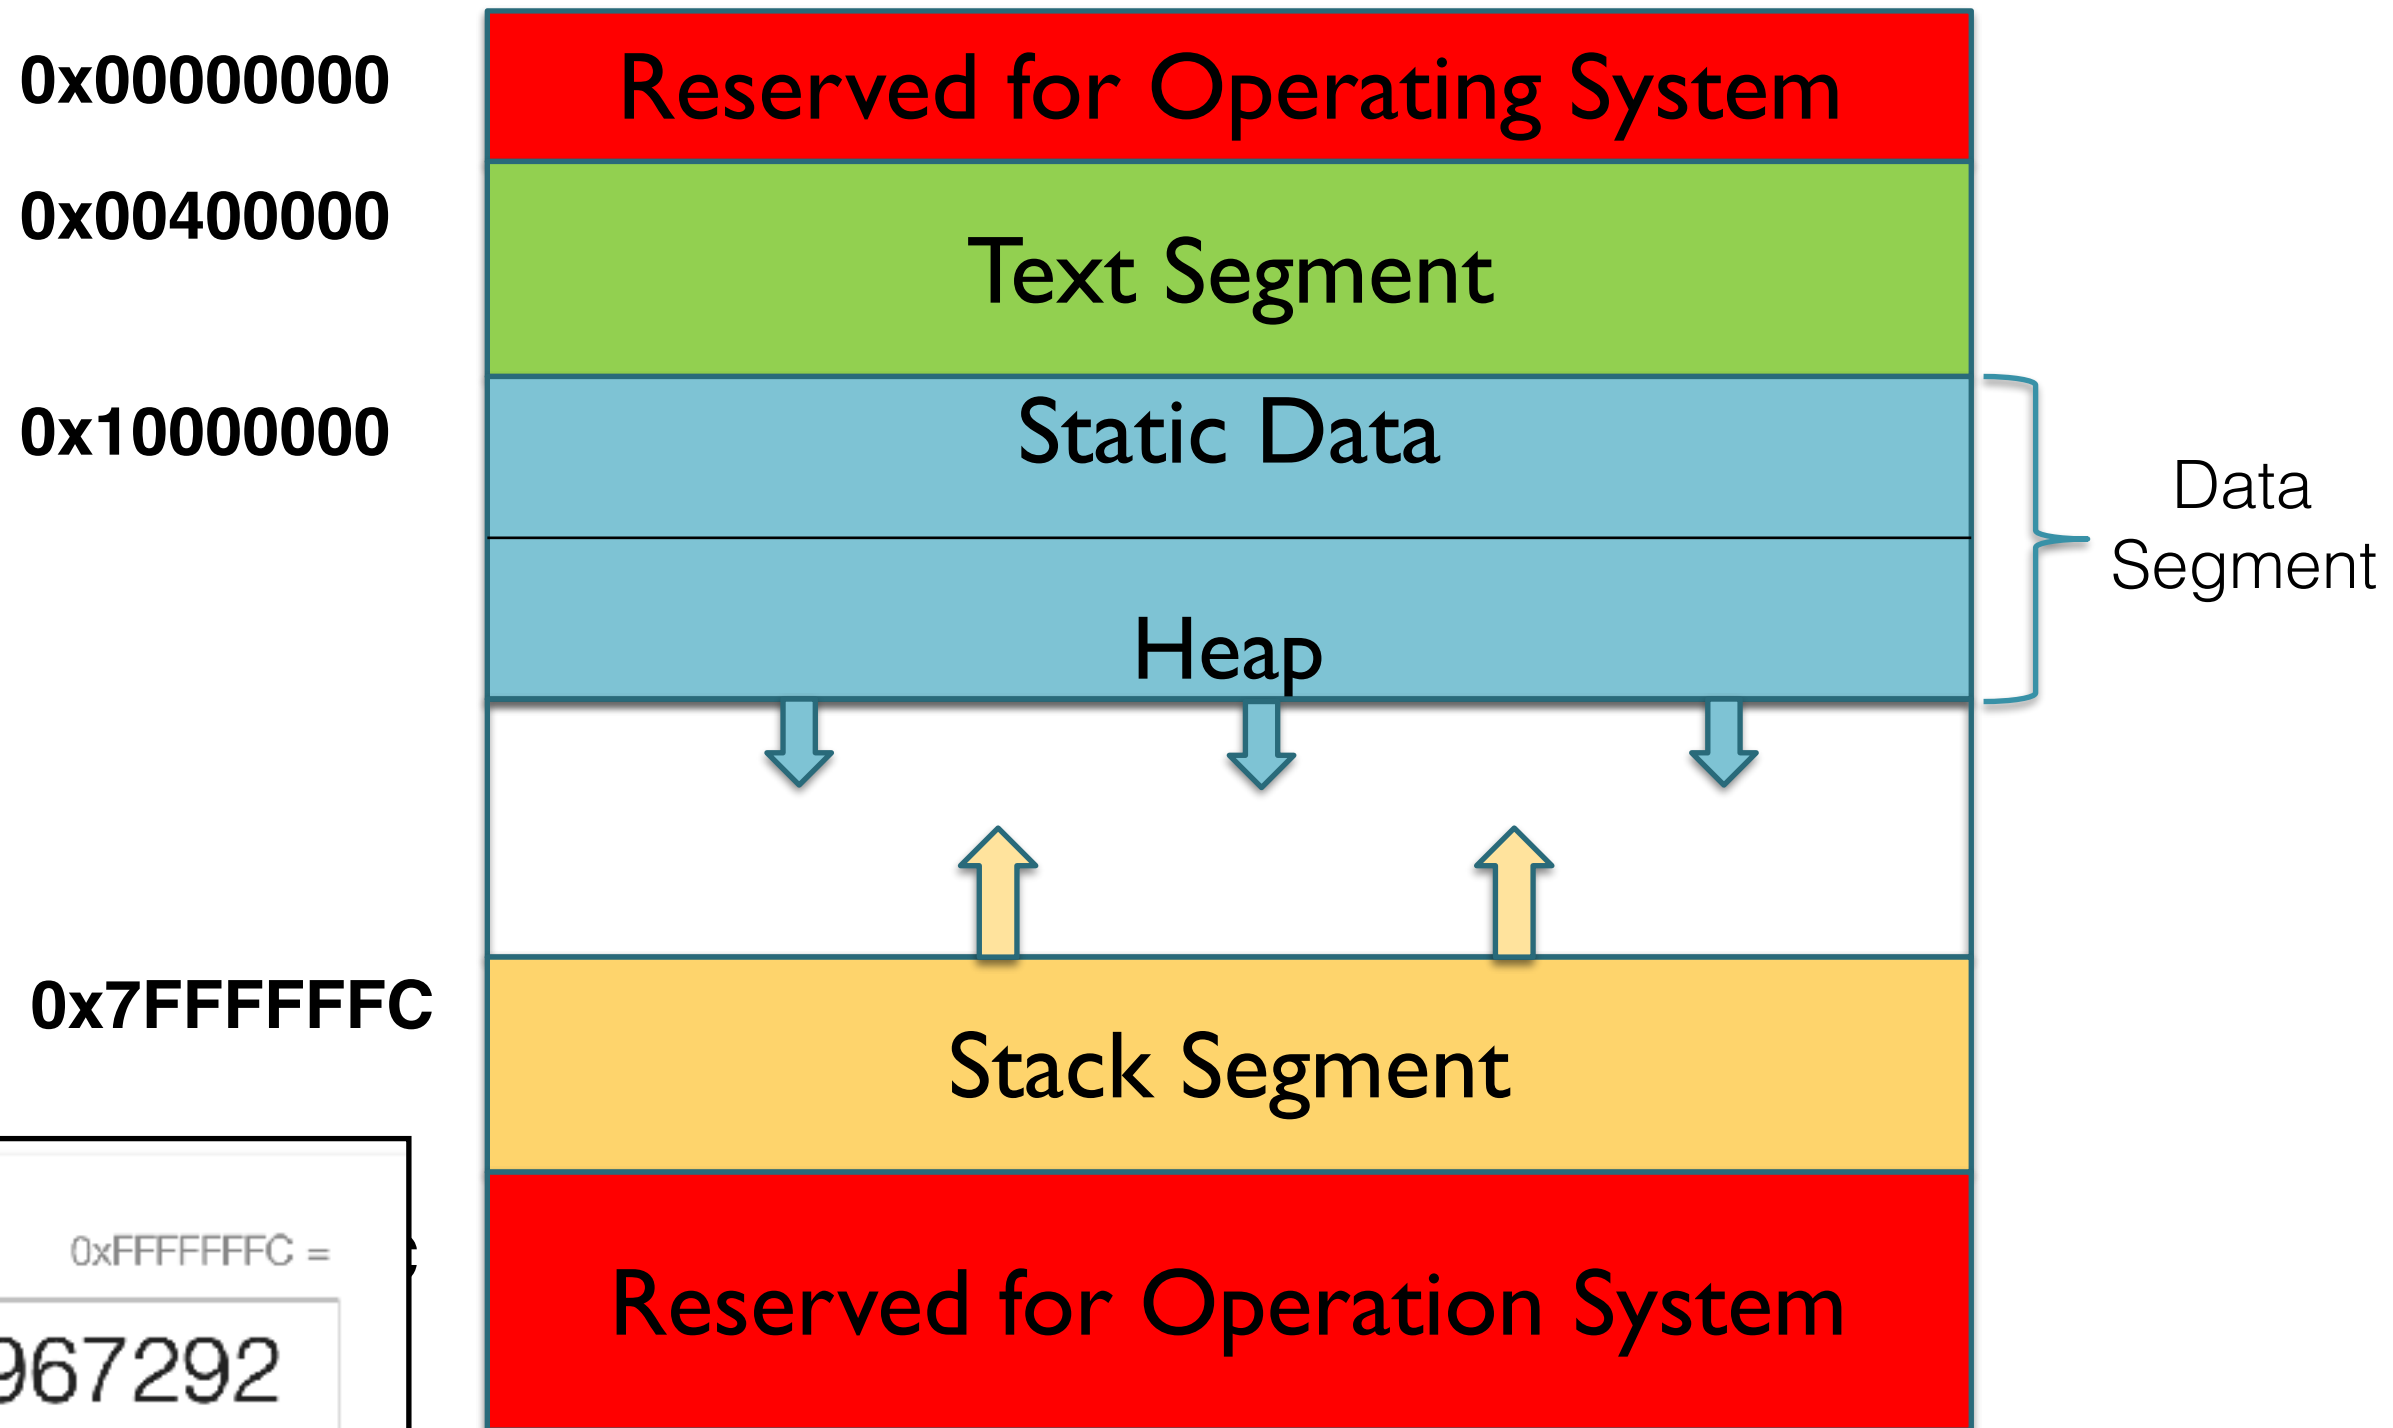 0x00000000
Reserved for Operating System
0x00400000
Text Segment
0x10000000
Static Data
Data
Segment
Heap
0x7FFFFFFC
Stack Segment
0xFFFFFFFC =
967292
Reserved for Operation System